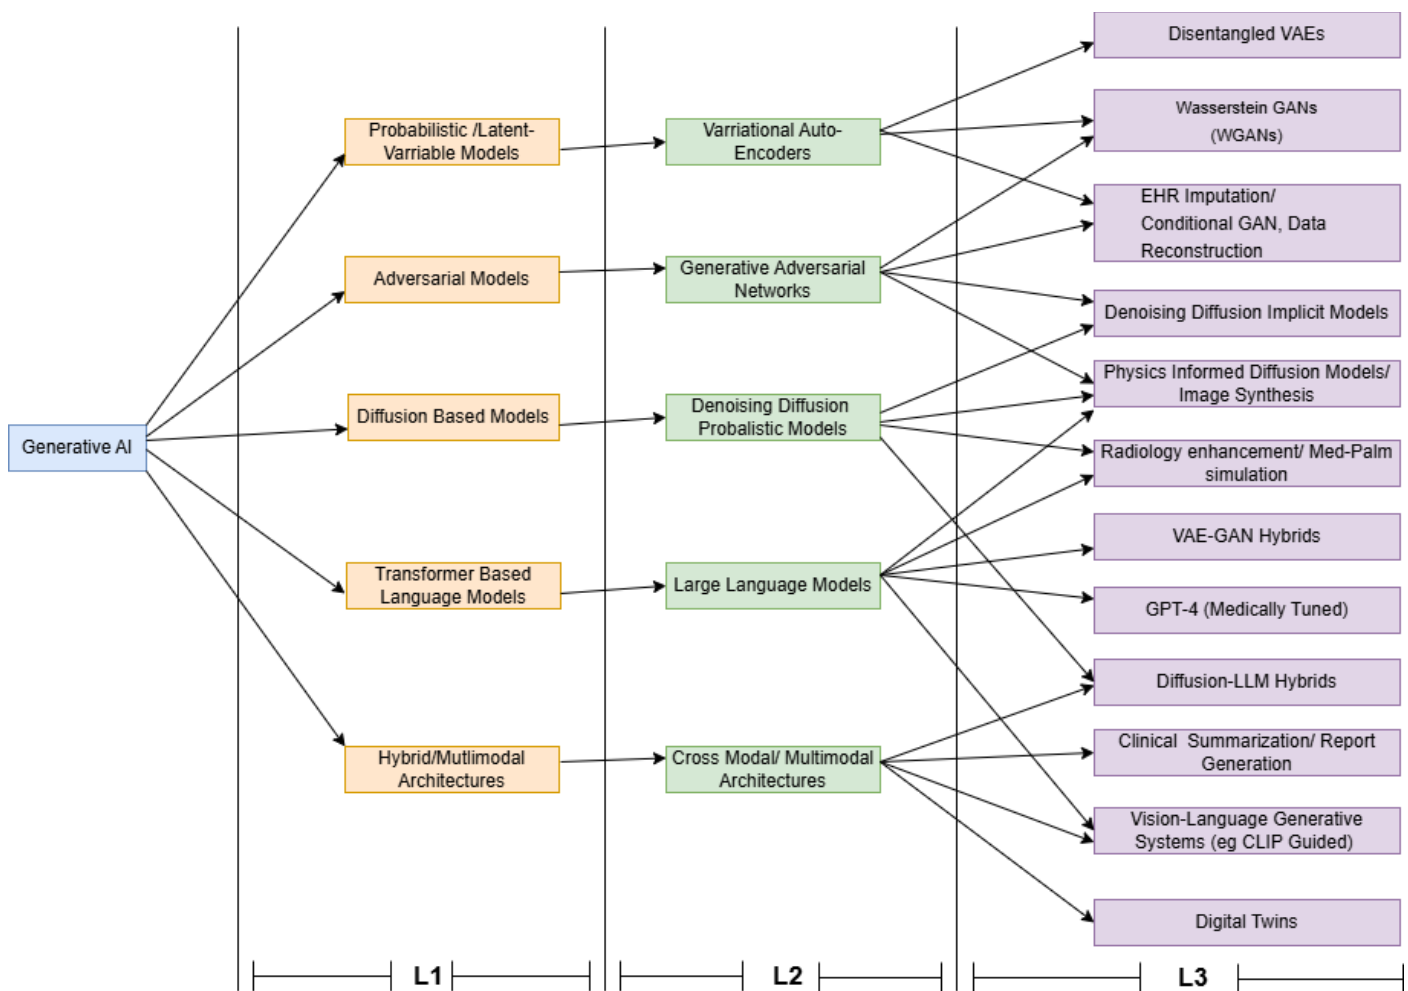 Generative AI
Probabilistic /Latent-
Varriable Models
Adversarial Models
Diffusion Based Models
Transformer Based
Language Models
Hybrid/Mutlimodal
Architectures
Varriational Auto-
Encoders
Generative Adversarial
Networks
Denoising Diffusion
Probalistic Models
Large Language Models
Cross Modal/ Multimodal
Architectures
Disentangled VAEs
Wasserstein GANs
(WGANs)
EHR Imputation/
Conditional GAN, Data
Reconstruction
Denoising Diffusion Implicit Models
Physics Informed Diffusion Models/
Image Synthesis
Radiology enhancement/ Med-Palm
simulation
VAE-GAN Hybrids
GPT-4 (Medically Tuned)
Diffusion-LLM Hybrids
Clinical Summarization/ Report
Generation
Vision-Language Generative
Systems (eg CLIP Guided)
Digital Twins
L1
L2
L3